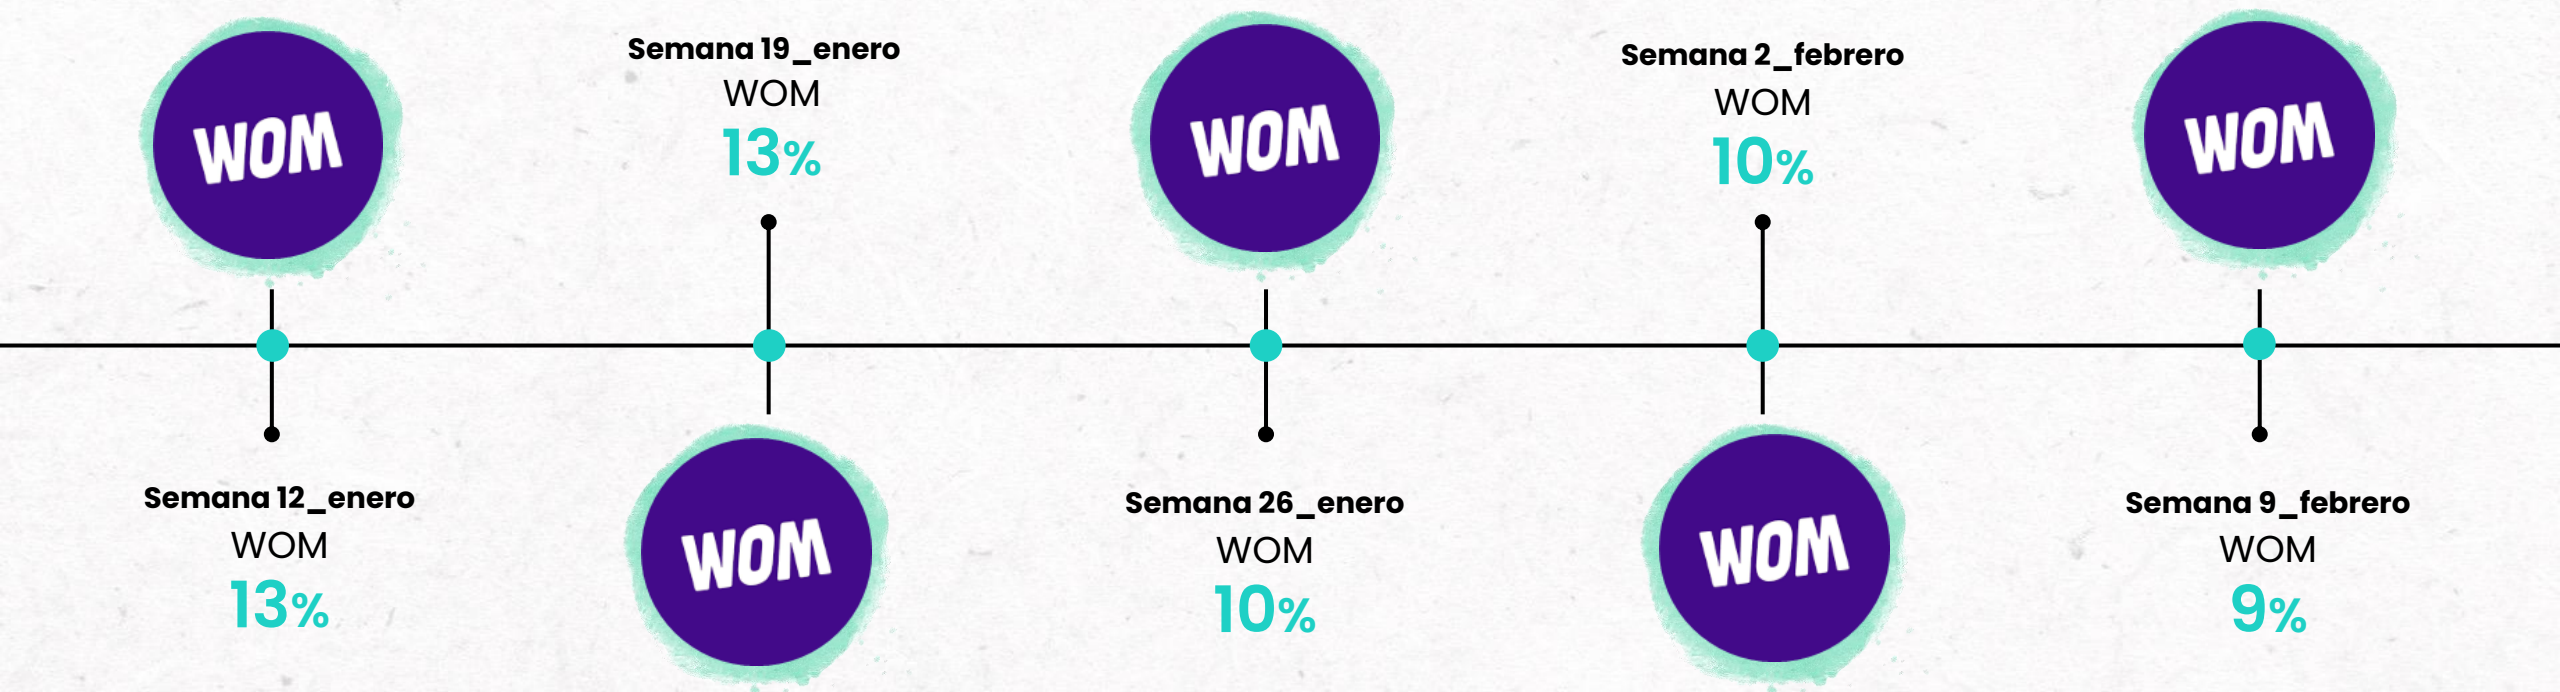 WOM
Semana 12_enero
WOM
13%
Semana 19_enero
WOM
13%
WOM
WOM
Semana 26_enero
WOM
10%
Semana 2_febrero
WOM
10%
WOM
WOM
Semana 9_febrero
WOM
9%